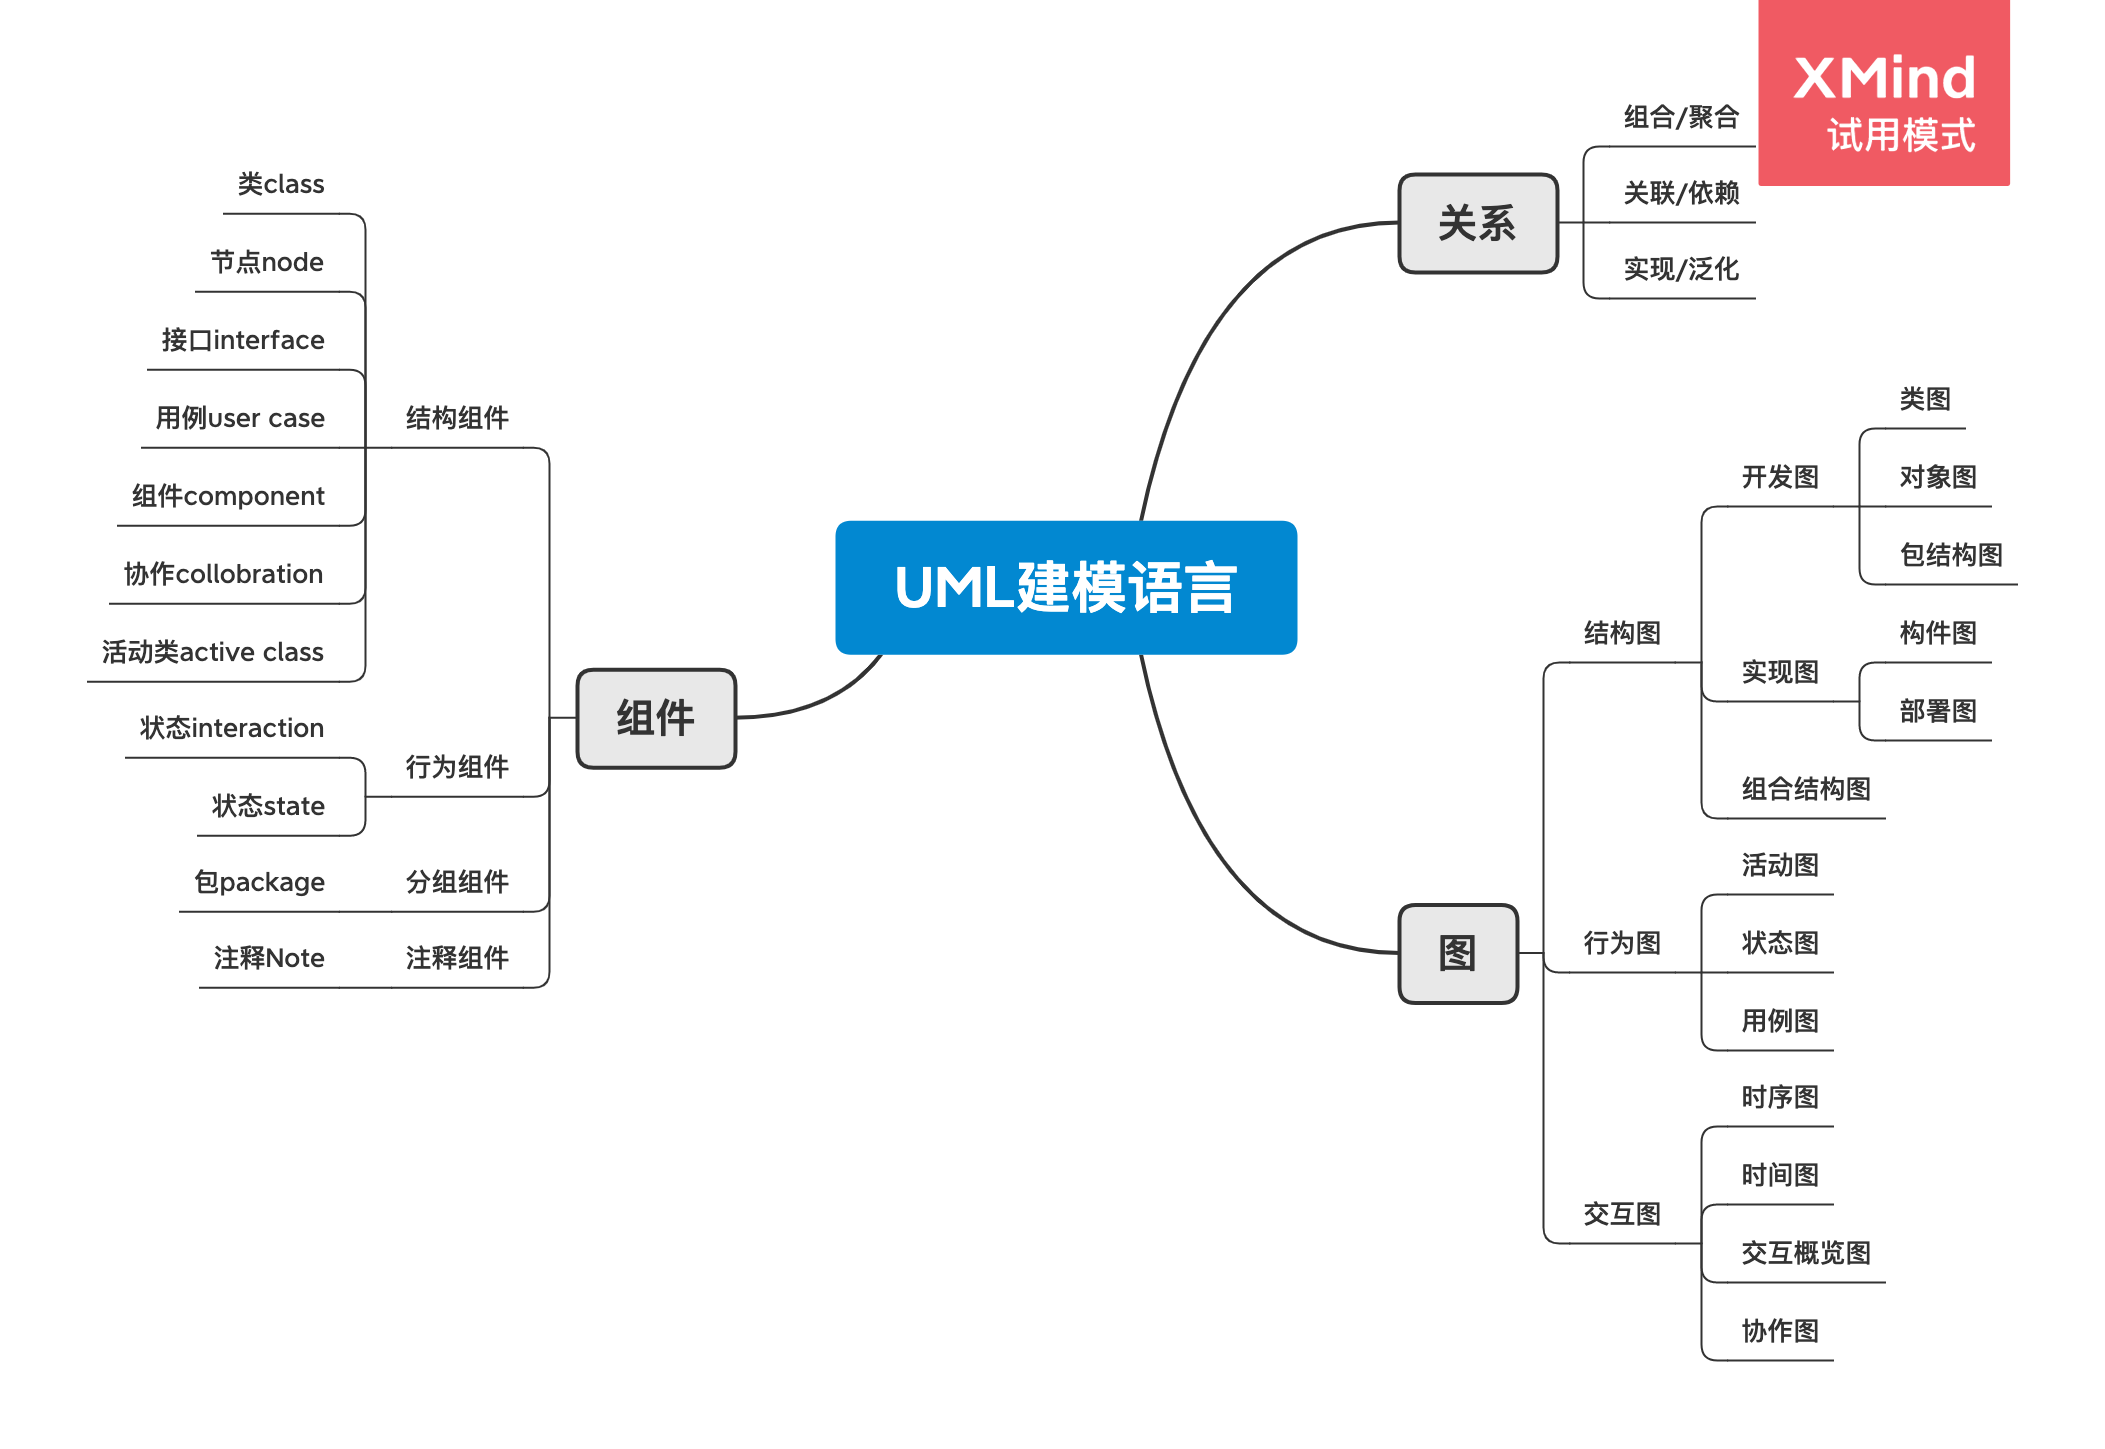 UML建模语言
关系
组合/聚合
关联/依赖
实现/泛化
图
结构图
开发图
类图
对象图
包结构图
实现图
构件图
部署图
组合结构图
行为图
活动图
状态图
用例图
交互图
时序图
时间图
交互概览图
协作图
组件
结构组件
类class
节点node
接口interface
用例user case
组件component
协作collobration
活动类active class
行为组件
状态interaction
状态state
分组组件
包package
注释组件
注释Note
XMind
试用模式